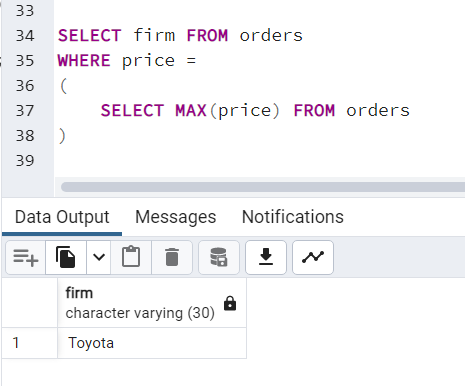 33
34 SELECT firm FROM orders
35 WHERE price =
36 (
37 SELECT MAX(price) FROM orders
38 )
39
Data Output Messages Notifications
firm
character varying (30)
1 Toyota